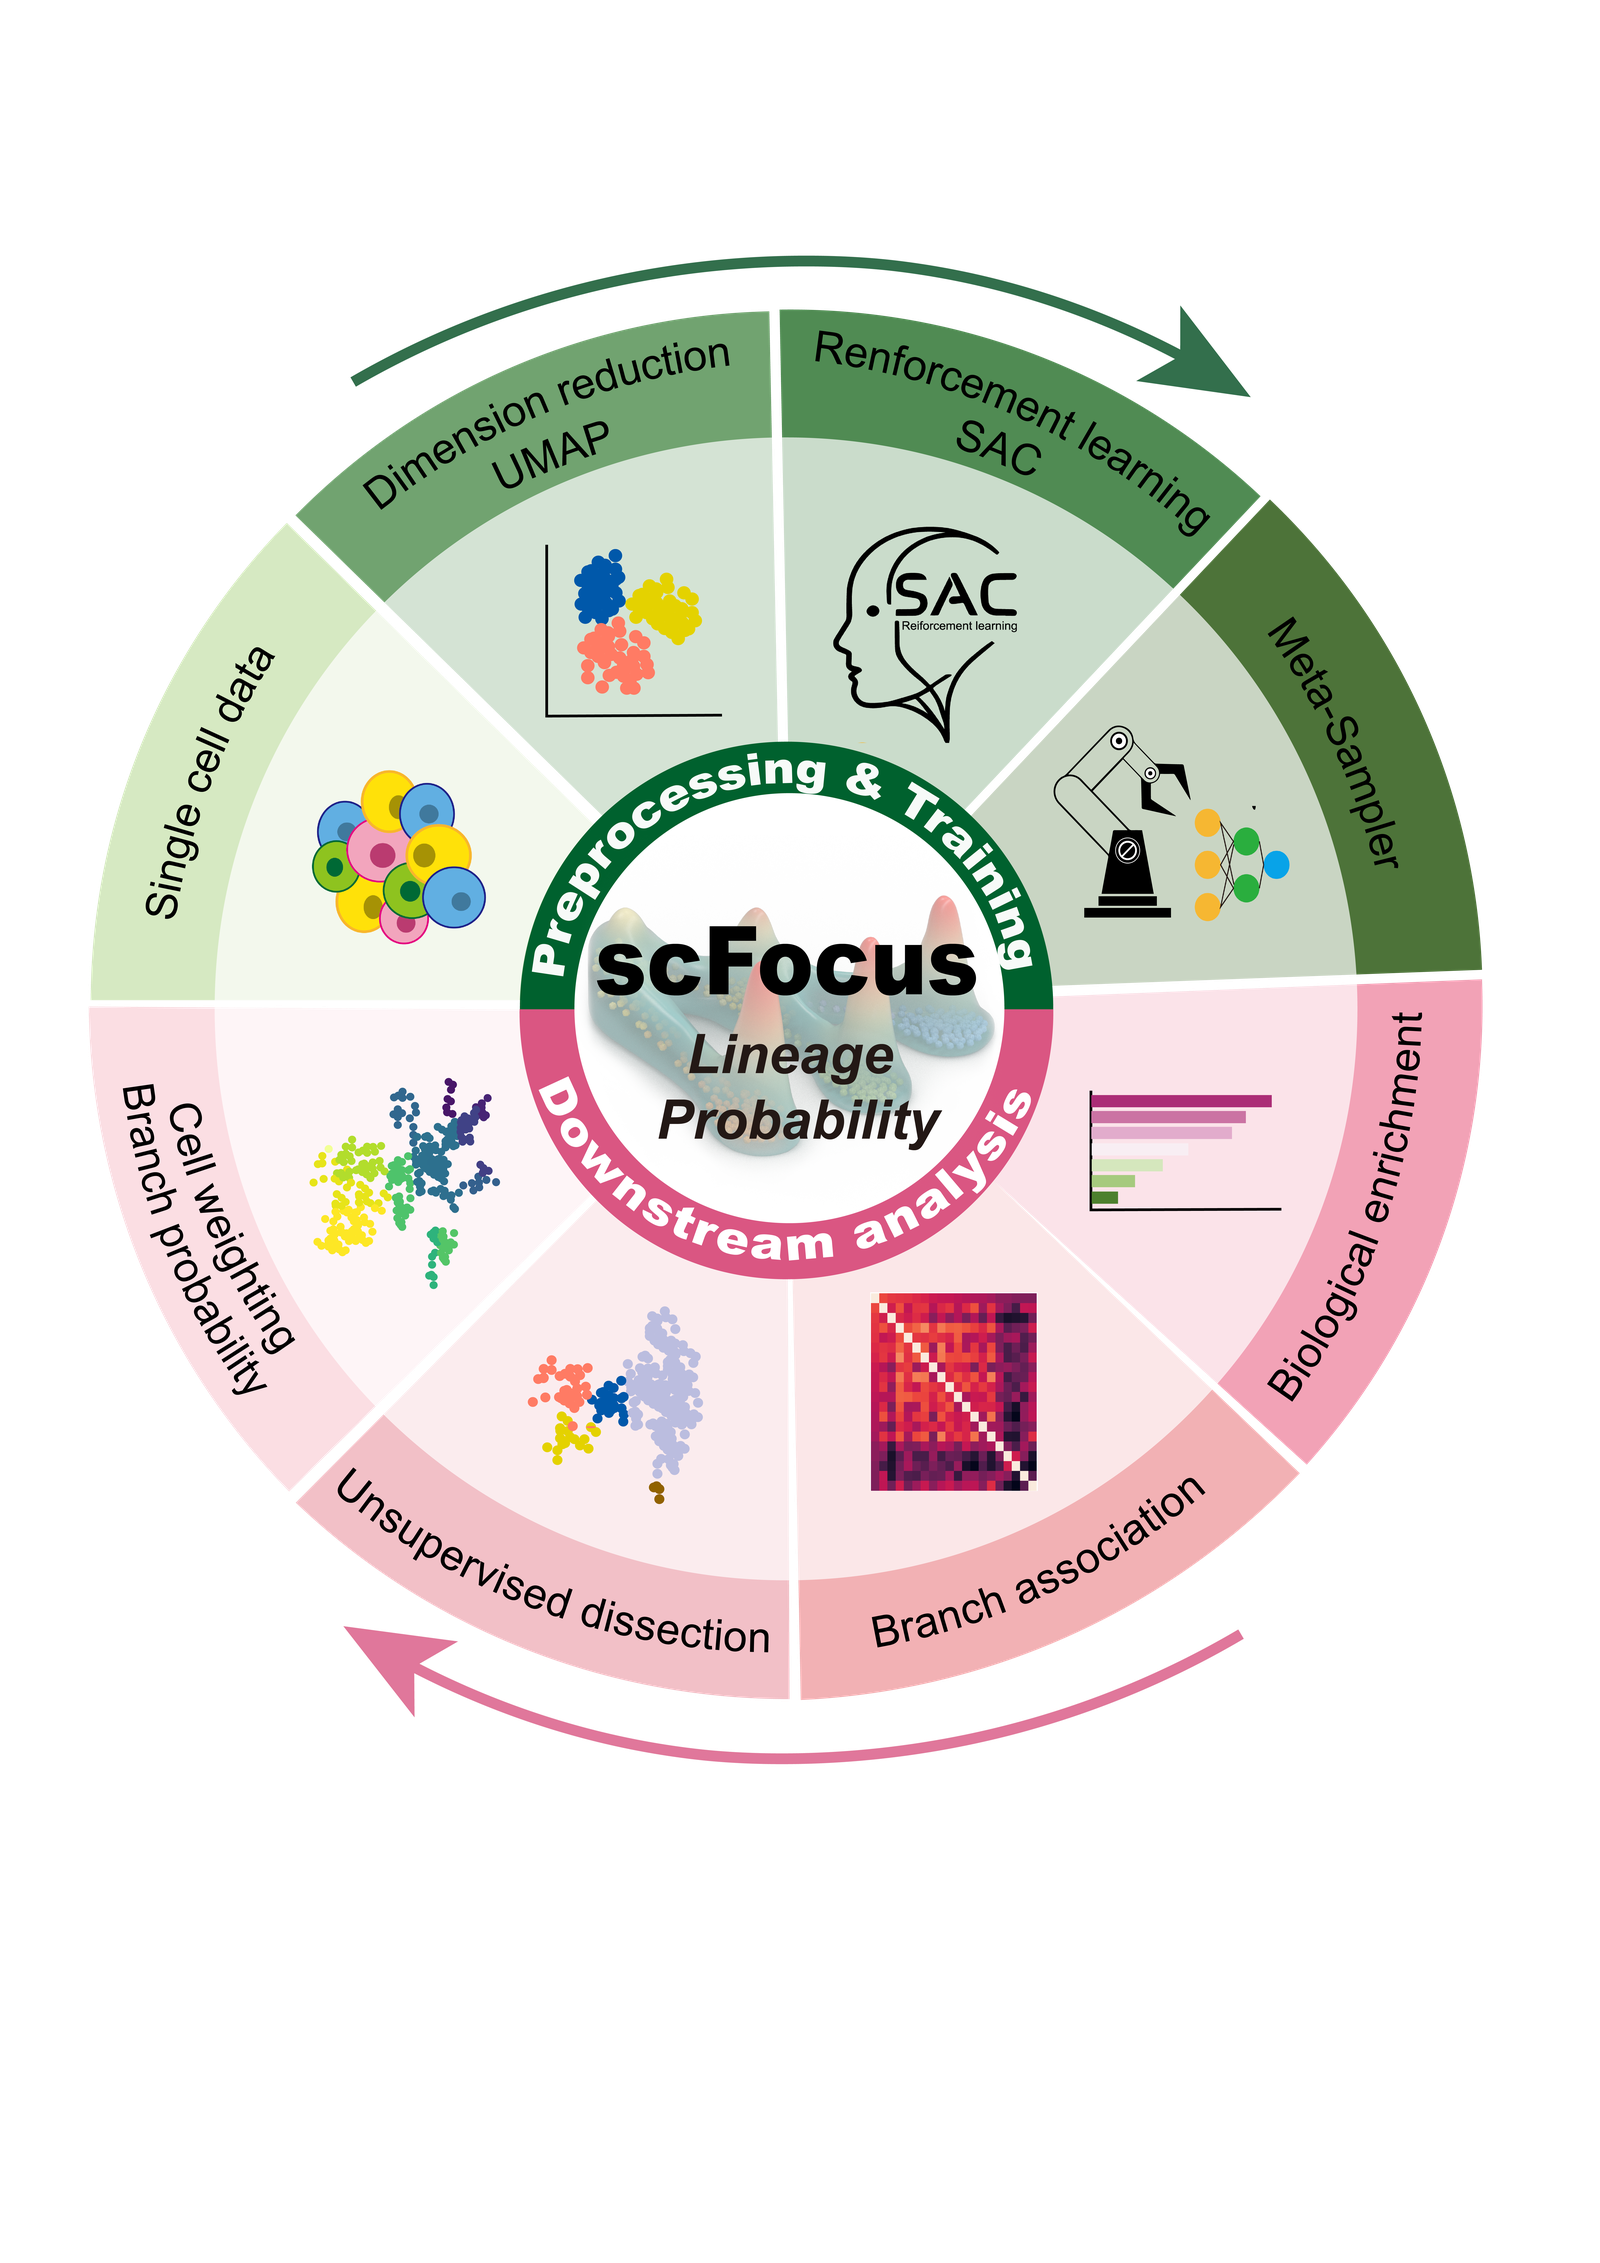 Dimension reduction
UMAP
Renforcement learning
SAC
Meta-Sampler
Single cell data
SAC
Reiforcement learning
Preprocessing & Training
scFocus
Lineage
Probability
Downstream analysis
Cell weighting
Branch probability
Biological enrichment
Unsupervised dissection
Branch association